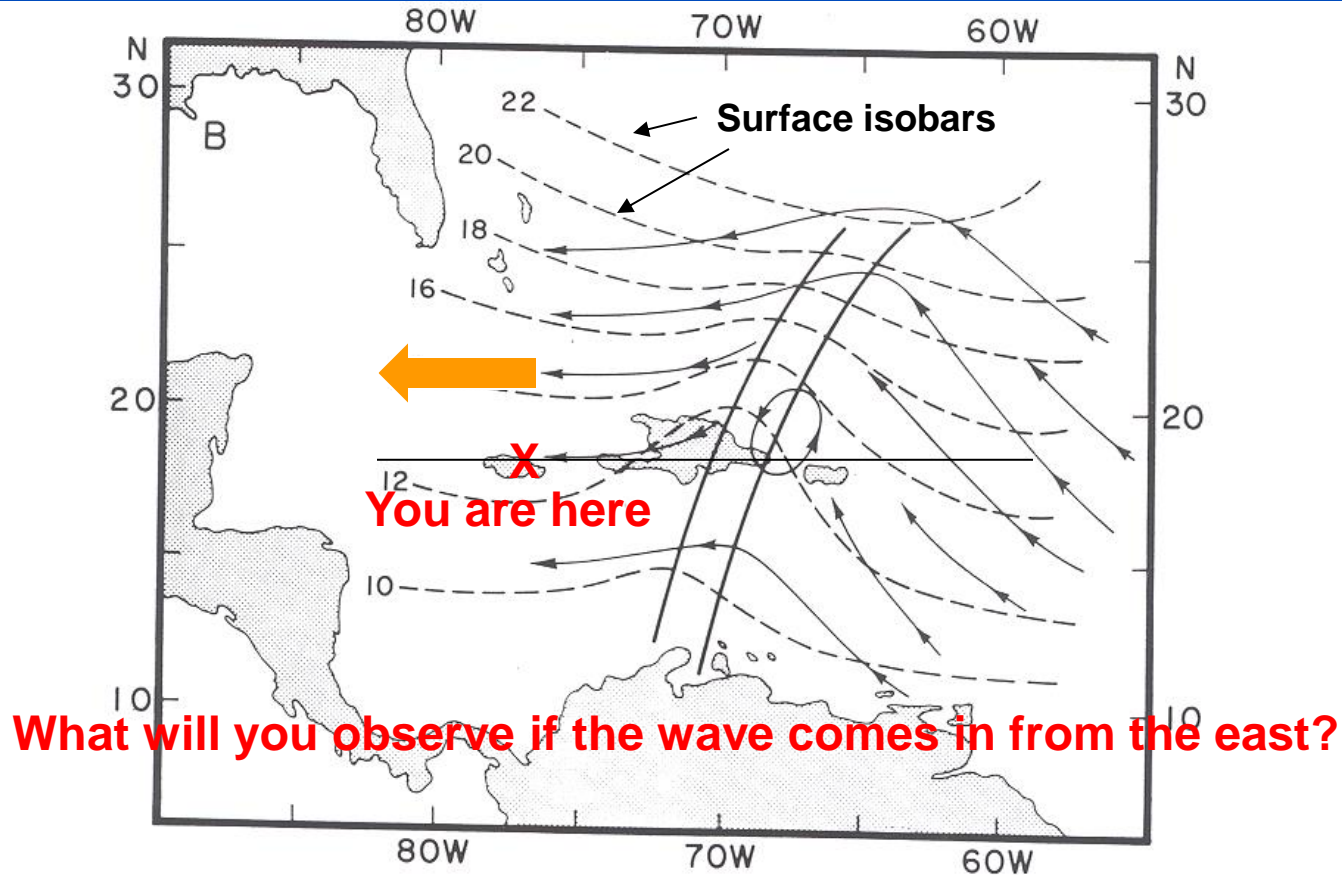 80W 70W 60W
N N
30 30
B
22 Surface isobars
20
18
16
20 20
X
12 You are here
10
10 10
What will you observe if the wave comes in from the east?
80W 70W 60W